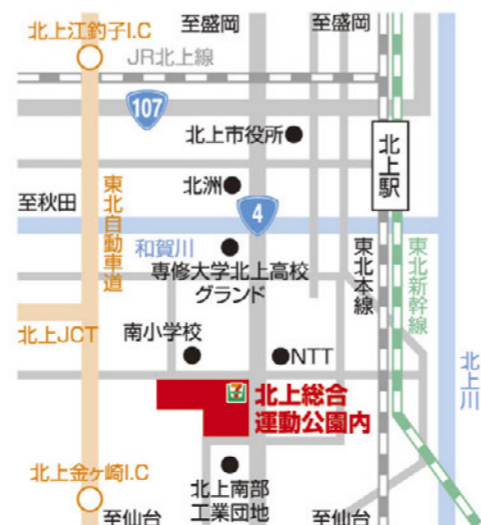 北上江釣子I.C
至盛岡
至盛岡
JR北上線
107
北上市役所
北上駅
北洲
4
至秋田
東北自動車道
和賀川
専修大学北上高校
グランド
東北本線
東北新幹線
北上JCT
南小学校
NTT
北上川
7
北上総合
運動公園内
北上金ヶ崎I.C
北上南部
工業団地
至仙台
至仙台